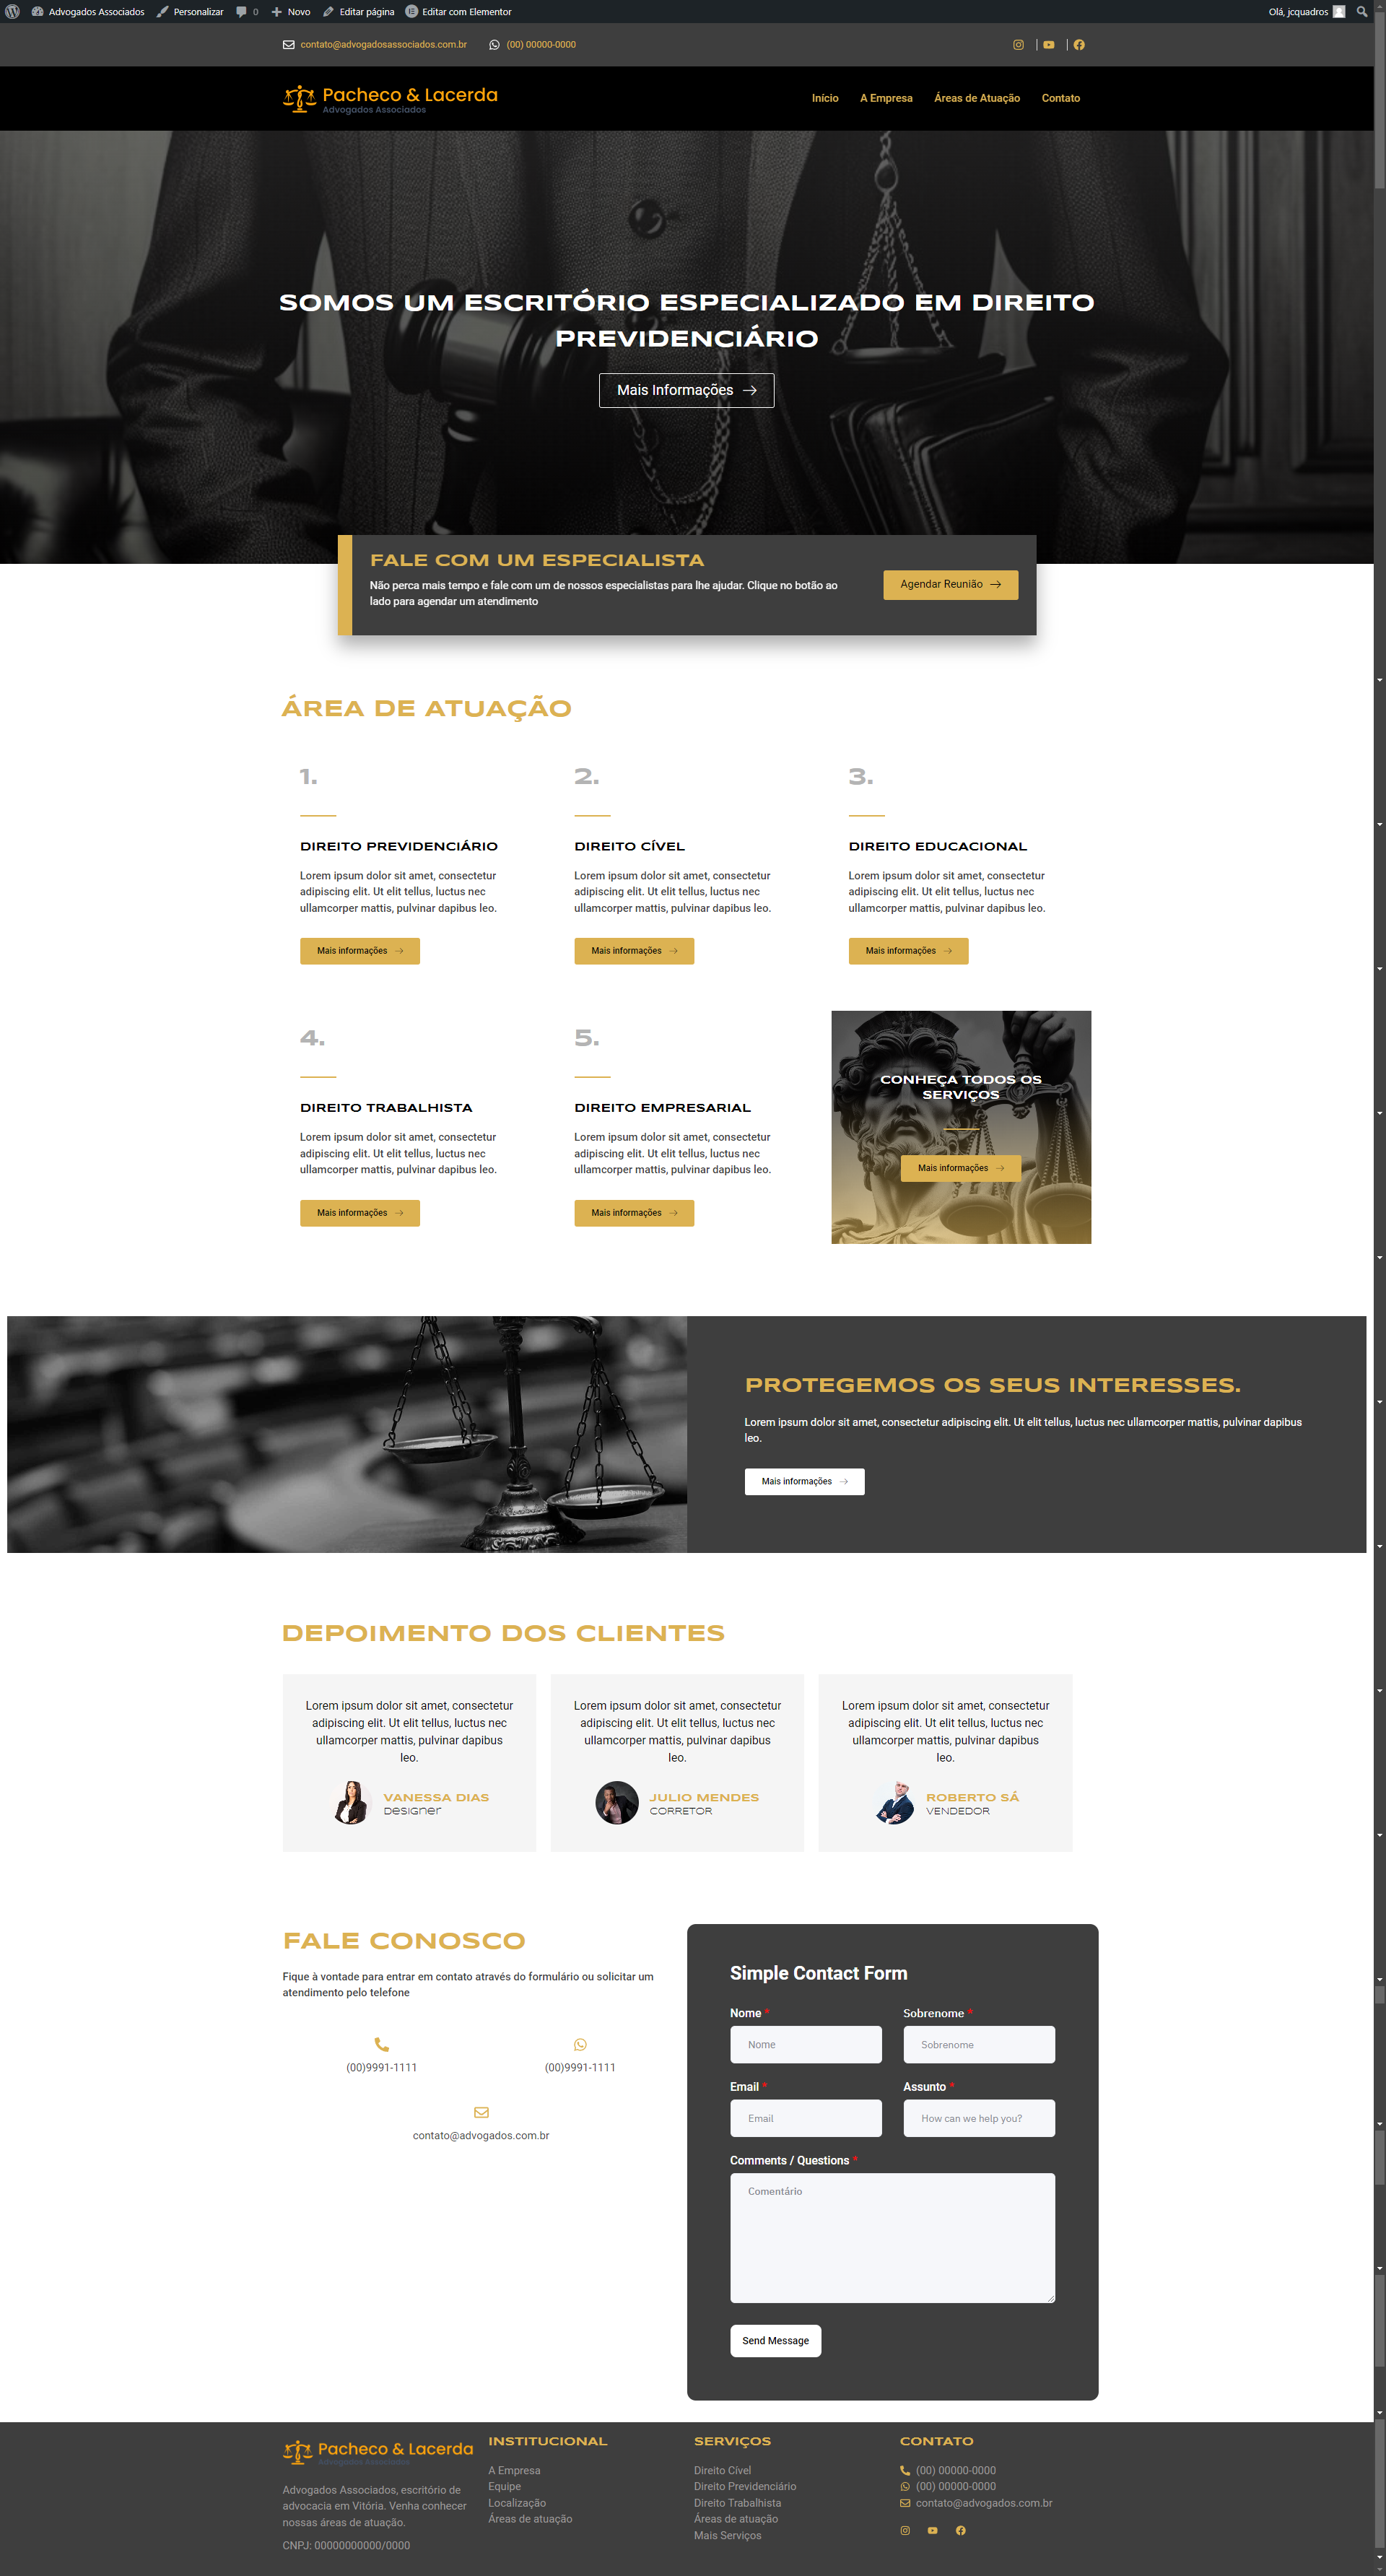 Advogados Associados Personalizar 0 Novo Editar página Editar com Elementor Olá, jcquadros
contato@advogadosassociados.com.br (00) 00000-0000
Pacheco & Lacerda
Advogados Associados
Início A Empresa Áreas de Atuação Contato
SOMOS UM ESCRITÓRIO ESPECIALIZADO EM DIREITO
PREVIDENCIÁRIO
Mais Informações
FALE COM UM ESPECIALISTA
Não perca mais tempo e fale com um de nossos especialistas para lhe ajudar. Clique no botão ao
lado para agendar um atendimento
Agendar Reunião
ÁREA DE ATUAÇÃO
1.
DIREITO PREVIDENCIÁRIO
Lorem ipsum dolor sit amet, consectetur
adipiscing elit. Ut elit tellus, luctus nec
ullamcorper mattis, pulvinar dapibus leo.
Mais informações
2.
DIREITO CÍVEL
Lorem ipsum dolor sit amet, consectetur
adipiscing elit. Ut elit tellus, luctus nec
ullamcorper mattis, pulvinar dapibus leo.
Mais informações
3.
DIREITO EDUCACIONAL
Lorem ipsum dolor sit amet, consectetur
adipiscing elit. Ut elit tellus, luctus nec
ullamcorper mattis, pulvinar dapibus leo.
Mais informações
4.
DIREITO TRABALHISTA
Lorem ipsum dolor sit amet, consectetur
adipiscing elit. Ut elit tellus, luctus nec
ullamcorper mattis, pulvinar dapibus leo.
Mais informações
5.
DIREITO EMPRESARIAL
Lorem ipsum dolor sit amet, consectetur
adipiscing elit. Ut elit tellus, luctus nec
ullamcorper mattis, pulvinar dapibus leo.
Mais informações
CONHEÇA TODOS OS
SERVIÇOS
Mais informações
PROTEGEMOS OS SEUS INTERESSES.
Lorem ipsum dolor sit amet, consectetur adipiscing elit. Ut elit tellus, luctus nec ullamcorper mattis, pulvinar dapibus
leo.
Mais informações
DEPOIMENTO DOS CLIENTES
Lorem ipsum dolor sit amet, consectetur
adipiscing elit. Ut elit tellus, luctus nec
ullamcorper mattis, pulvinar dapibus
leo.
VANESSA DIAS
Designer
Lorem ipsum dolor sit amet, consectetur
adipiscing elit. Ut elit tellus, luctus nec
ullamcorper mattis, pulvinar dapibus
leo.
JULIO MENDES
CORRETOR
Lorem ipsum dolor sit amet, consectetur
adipiscing elit. Ut elit tellus, luctus nec
ullamcorper mattis, pulvinar dapibus
leo.
ROBERTO SÁ
VENDEDOR
FALE CONOSCO
Fique à vontade para entrar em contato através do formulário ou solicitar um
atendimento pelo telefone
(00)9991-1111 (00)9991-1111
contato@advogados.com.br
Simple Contact Form
Nome * Sobrenome *
Nome Sobrenome
Email * Assunto *
Email How can we help you?
Comments / Questions *
Comentário
Send Message
Pacheco & Lacerda
Advogados Associados
Advogados Associados, escritório de
advocacia em Vitória. Venha conhecer
nossas áreas de atuação.
CNPJ: 00000000000/0000
INSTITUCIONAL
A Empresa
Equipe
Localização
Áreas de atuação
SERVIÇOS
Direito Cível
Direito Previdenciário
Direito Trabalhista
Áreas de atuação
Mais Serviços
CONTATO
(00) 00000-0000
(00) 00000-0000
contato@advogados.com.br